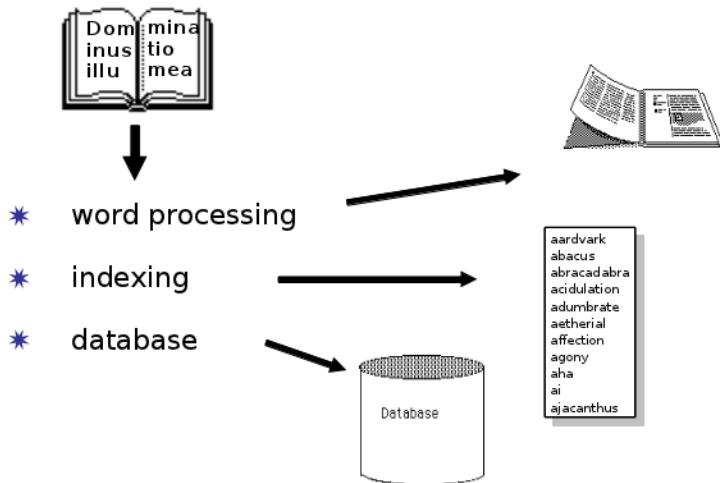 Dom mina
inus tio
illu mea
word processing
indexing
database
aardvark
abacus
abracadabra
acidulation
adumbrate
aetherial
affection
agony
aha
ai
ajacanthus
Database